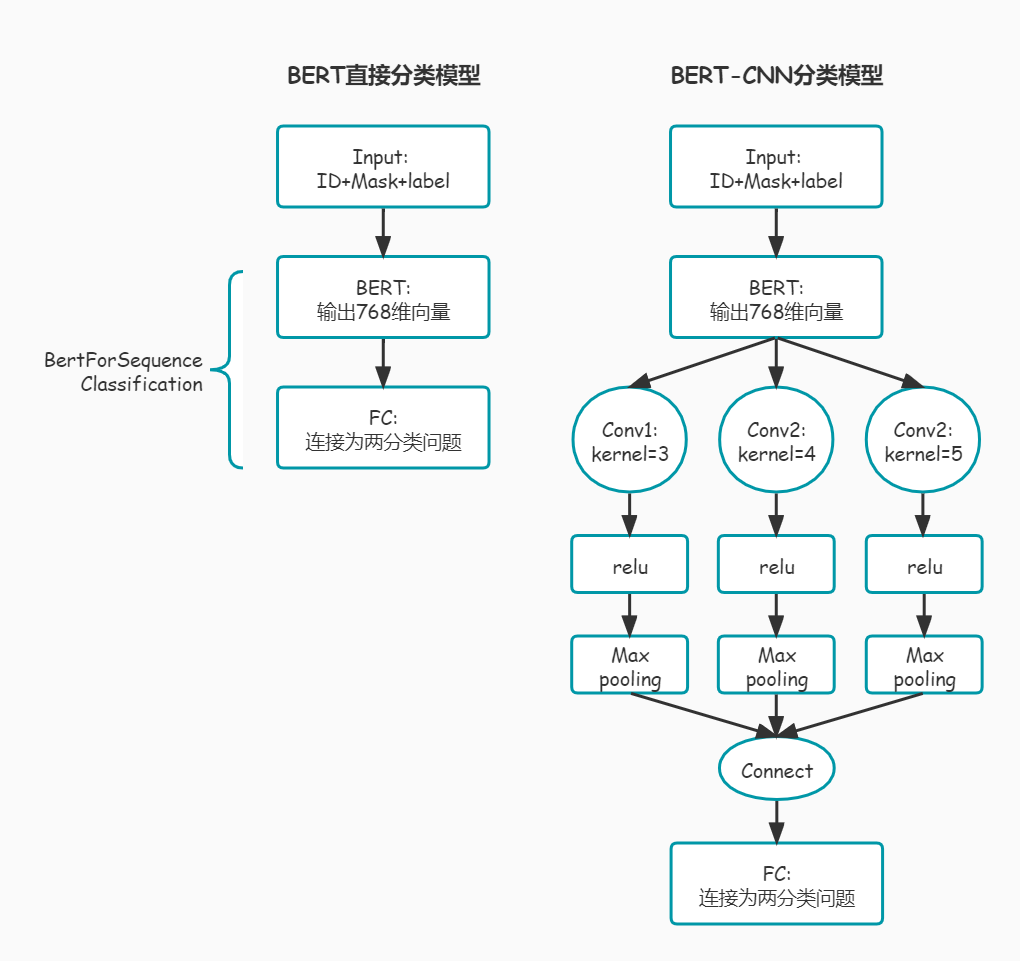 BERT直接分类模型
Input:
ID+Mask+label
BERT:
输出768维向量
FC:
连接为两分类问题
BertForSequence
Classification
BERT-CNN分类模型
Input:
ID+Mask+label
BERT:
输出768维向量
Conv1:
kernel=3
Conv2:
kernel=4
Conv2:
kernel=5
relu
relu
relu
Max
pooling
Max
pooling
Max
pooling
Connect
FC:
连接为两分类问题